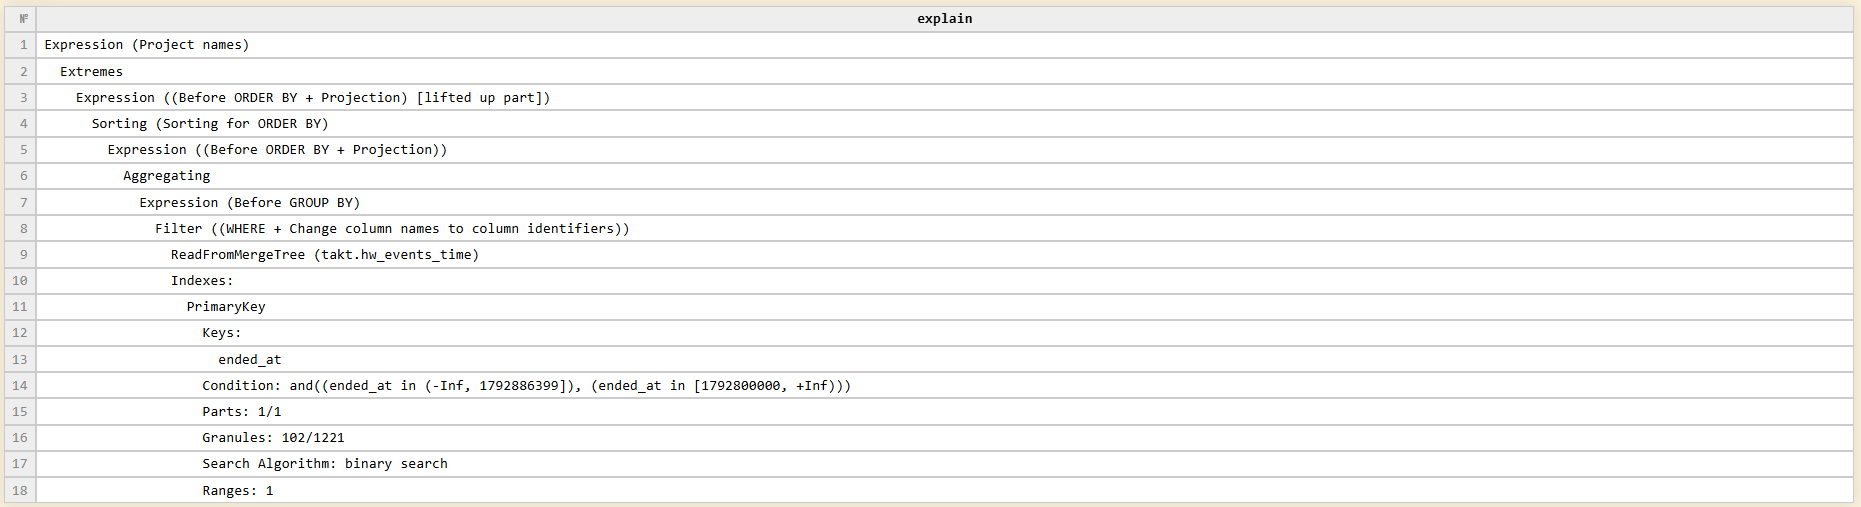 № explain
1 Expression (Project names)
2 Extremes
3 Expression ((Before ORDER BY + Projection) [lifted up part])
4 Sorting (Sorting for ORDER BY)
5 Expression ((Before ORDER BY + Projection))
6 Aggregating
7 Expression (Before GROUP BY)
8 Filter ((WHERE + Change column names to column identifiers))
9 ReadFromMergeTree (takt.hw_events_time)
10 Indexes:
11 PrimaryKey
12 Keys:
13 ended_at
14 Condition: and((ended_at in (-Inf, 1792886399]), (ended_at in [1792800000, +Inf)))
15 Parts: 1/1
16 Granules: 102/1221
17 Search Algorithm: binary search
18 Ranges: 1